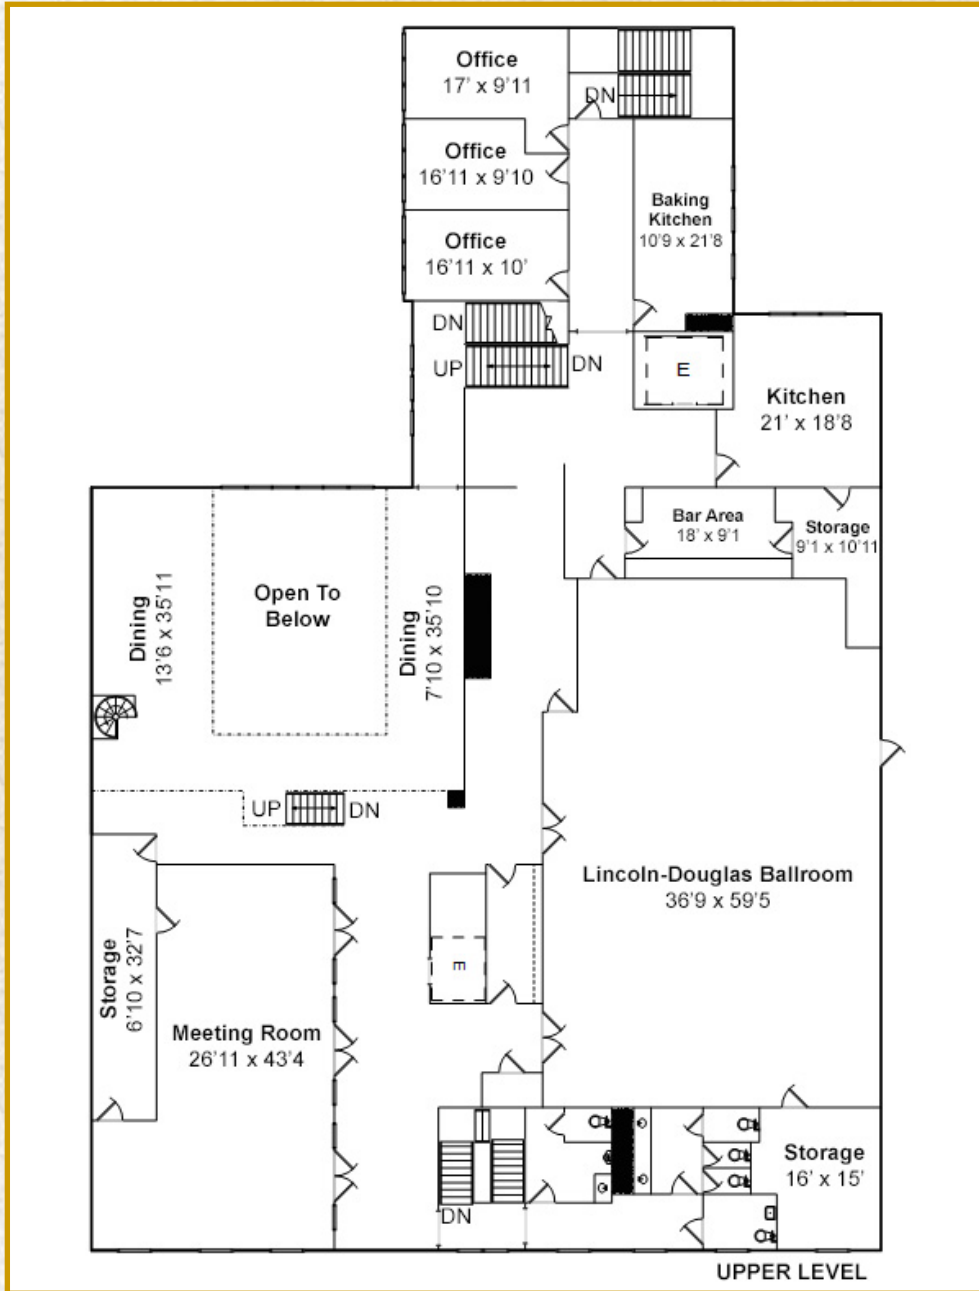 Office
17' x 9'11
DN
Office
16'11 x 9'10
Baking
Kitchen
10'9 x 21'8
Office
16'11 x 10'
DN
UP
DN
E
Kitchen
21' x 18'8
Bar Area
18' x 9'1
Storage
9'1 x 10'11
Dining
13'6 x 35'11
Open To
Below
Dining
7'10 x 35'10
UP
DN
Lincoln-Douglas Ballroom
36'9 x 59'5
Storage
6'10 x 32'7
E
Meeting Room
26'11 x 43'4
Storage
16' x 15'
DN
UPPER LEVEL